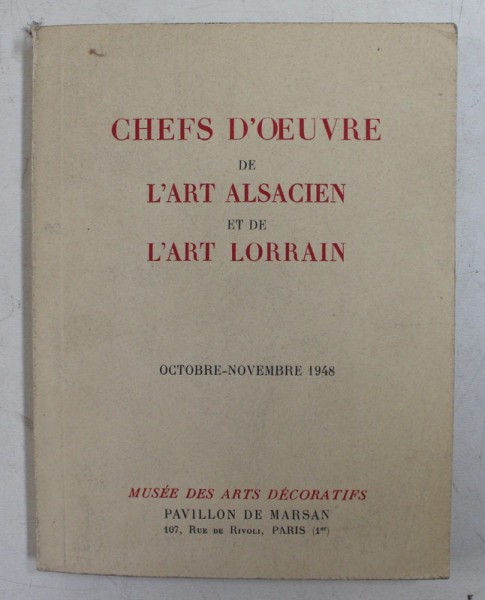 CHEFS D'ŒUVRE
DE
L'ART ALSACIEN
ET DE
L'ART LORRAIN
OCTOBRE-NOVEMBRE 1948
MUSÉE DES ARTS DÉCORATIFS
PAVILLON DE MARSAN
107, Rue de Rivoli, PARIS (1er)